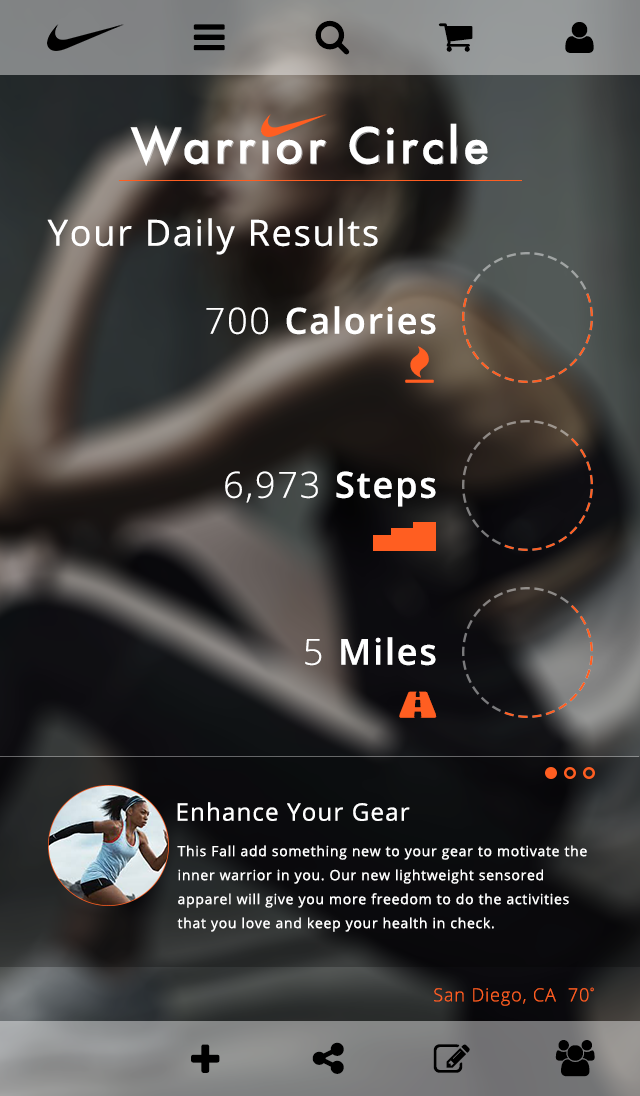 Warrior Circle
Your Daily Results
700 Calories
6,973 Steps
5 Miles
Enhance Your Gear
This Fall add something new to your gear to motivate the
inner warrior in you. Our new lightweight sensored
apparel will give you more freedom to do the activities
that you love and keep your health in check.
San Diego, CA 70°